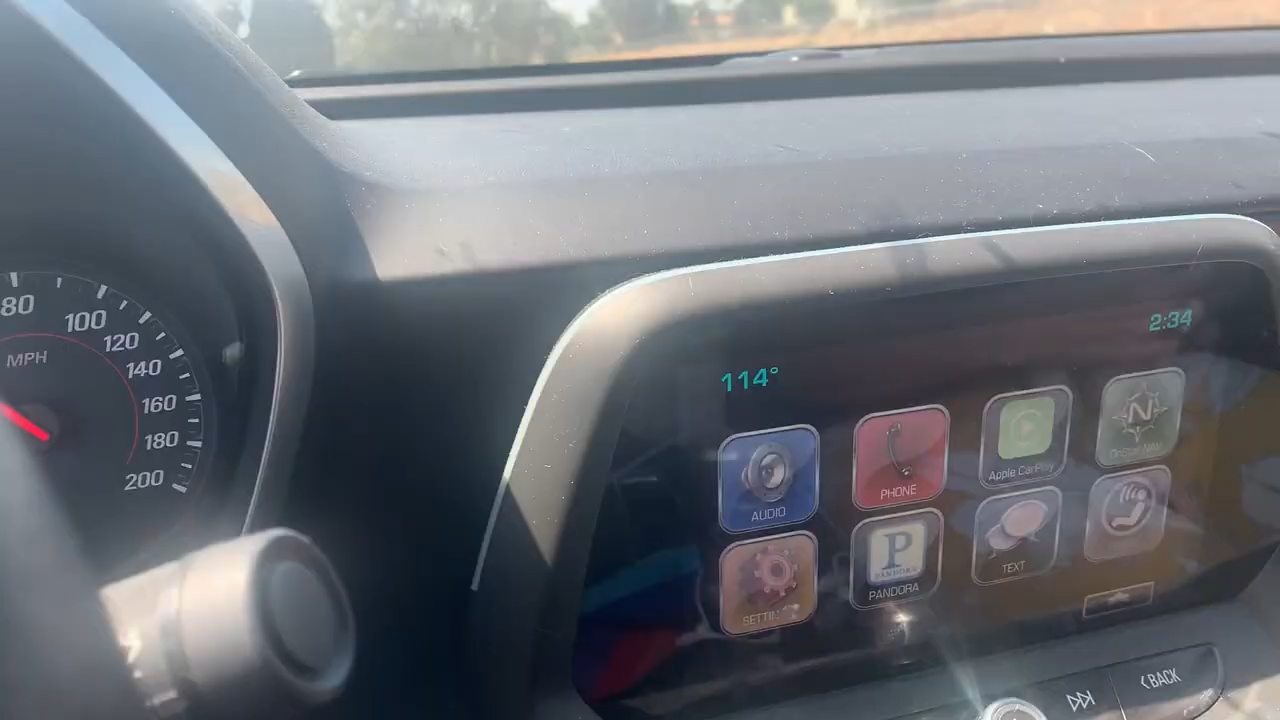 80
100
120
140
160
180
200
MPH
114°
2:34
AUDIO
PHONE
Apple CarPlay
N
OnStar NAV
SETTINGS
P
PANDORA
PANDORA
TEXT
BACK